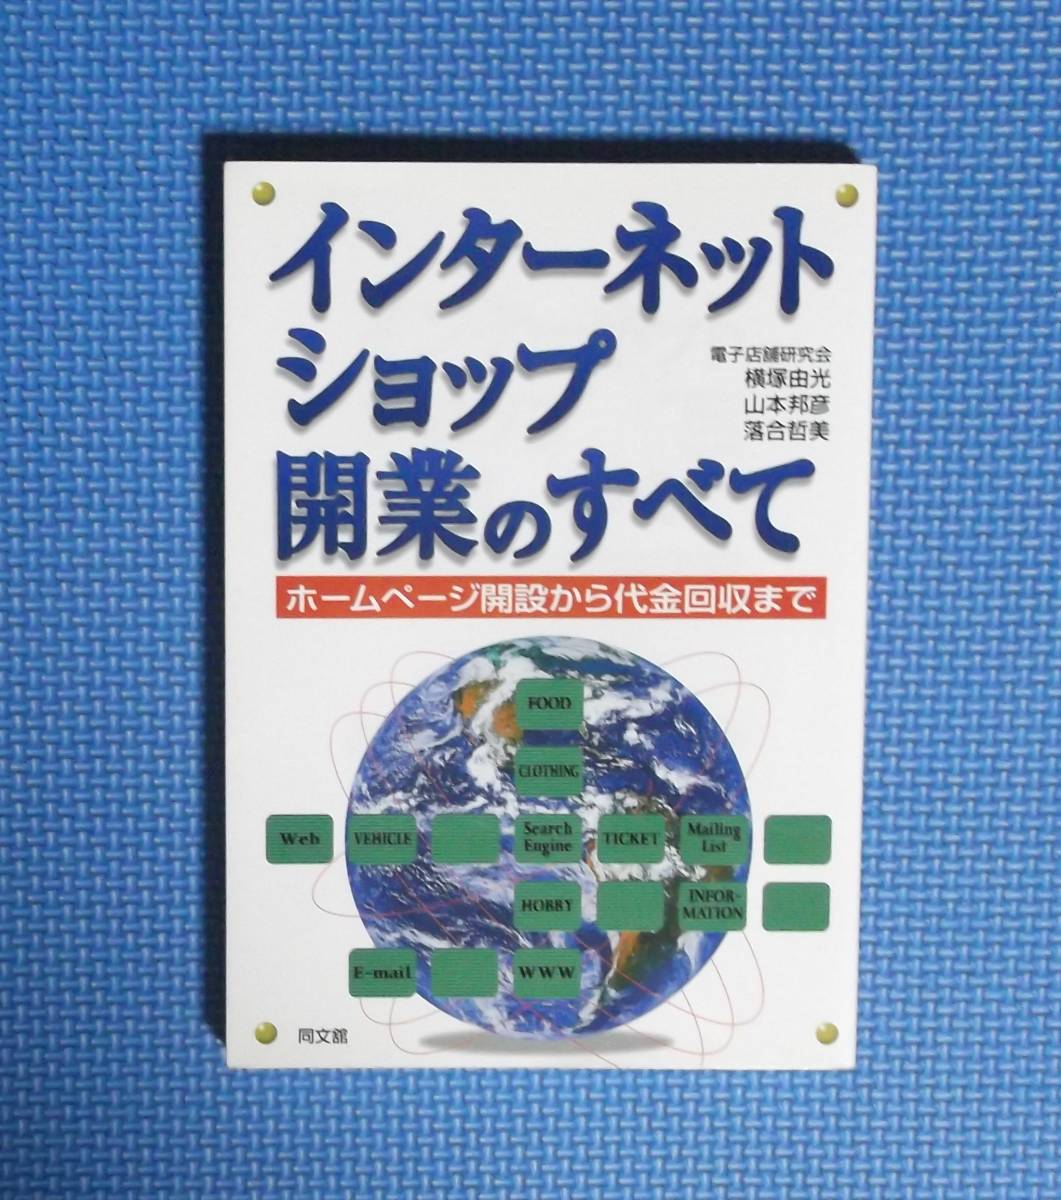 インターネット
ショップ
開業のすべて
電子店舗研究会
横塚由光
山本邦彦
落合哲美
ホームページ開設から代金回収まで
FOOD
CLOTHING
Web
VEHICLE
Search
Engine
TICKET
Mailing
List
HOBBY
INFOR-
MATION
E-mail
WWW
同文舘